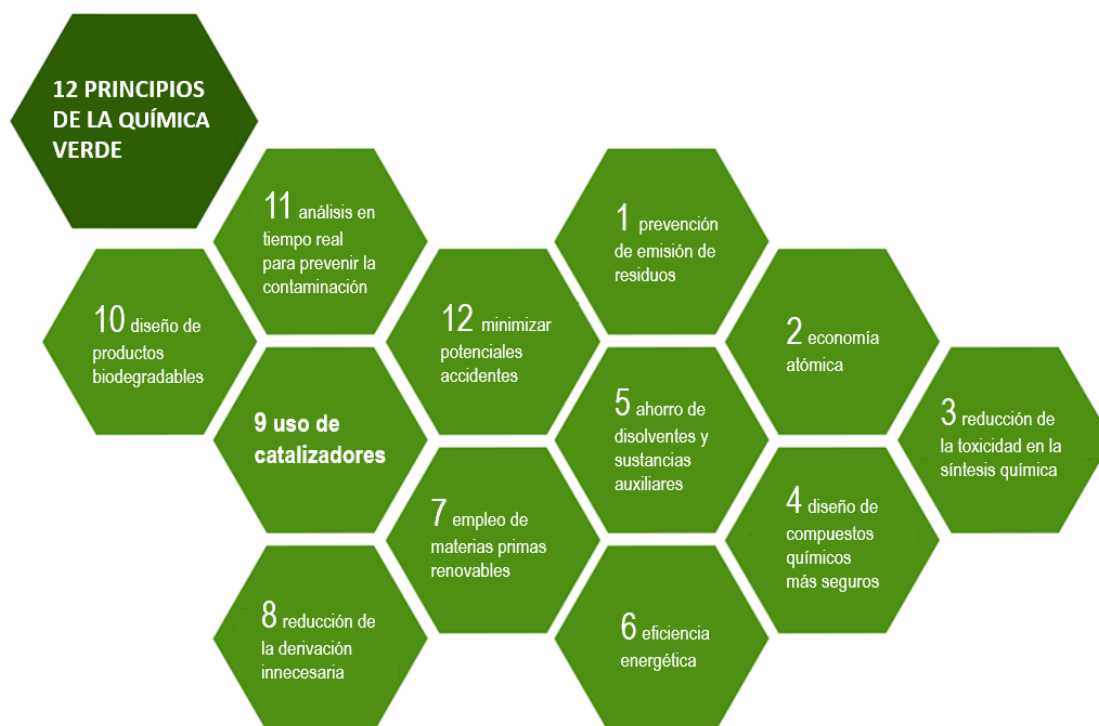 12 PRINCIPIOS
DE LA QUÍMICA
VERDE
11 análisis en
tiempo real
para prevenir la
contaminación
1 prevención
de emisión de
residuos
10 diseño de
productos
biodegradables
12 minimizar
potenciales
accidentes
2 economía
atómica
9 uso de
catalizadores
5 ahorro de
disolventes y
sustancias
auxiliares
3 reducción de
la toxicidad en la
síntesis química
7 empleo de
materias primas
renovables
4 diseño de
compuestos
químicos
más seguros
8 reducción de
la derivación
innecesaria
6 eficiencia
energética